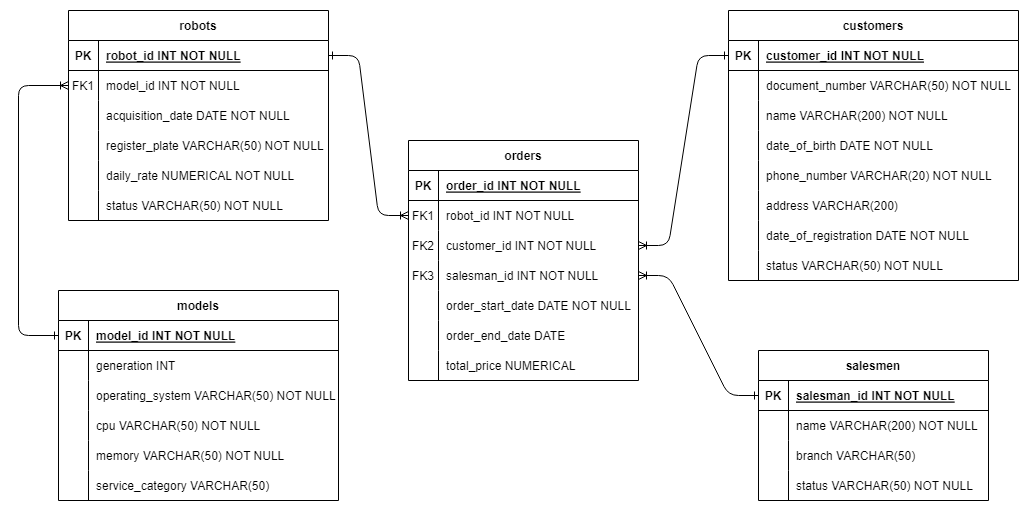 robots
PK robot_id INT NOT NULL
FK1 model_id INT NOT NULL
acquisition_date DATE NOT NULL
register_plate VARCHAR(50) NOT NULL
daily_rate NUMERICAL NOT NULL
status VARCHAR(50) NOT NULL
models
PK model_id INT NOT NULL
generation INT
operating_system VARCHAR(50) NOT NULL
cpu VARCHAR(50) NOT NULL
memory VARCHAR(50) NOT NULL
service_category VARCHAR(50)
orders
PK order_id INT NOT NULL
FK1 robot_id INT NOT NULL
FK2 customer_id INT NOT NULL
FK3 salesman_id INT NOT NULL
order_start_date DATE NOT NULL
order_end_date DATE
total_price NUMERICAL
customers
PK customer_id INT NOT NULL
document_number VARCHAR(50) NOT NULL
name VARCHAR(200) NOT NULL
date_of_birth DATE NOT NULL
phone_number VARCHAR(20) NOT NULL
address VARCHAR(200)
date_of_registration DATE NOT NULL
status VARCHAR(50) NOT NULL
salesmen
PK salesman_id INT NOT NULL
name VARCHAR(200) NOT NULL
branch VARCHAR(50)
status VARCHAR(50) NOT NULL